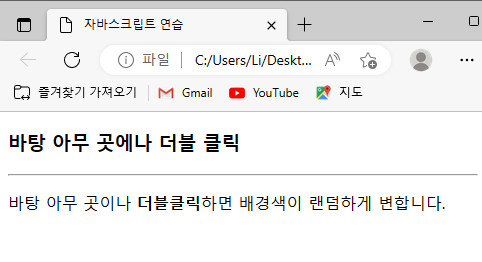 자바스크립트 연습
파일 C:/Users/Li/Deskt...
즐겨찾기 가져오기 Gmail YouTube 지도
바탕 아무 곳에나 더블 클릭
바탕 아무 곳이나 더블클릭하면 배경색이 랜덤하게 변합니다.